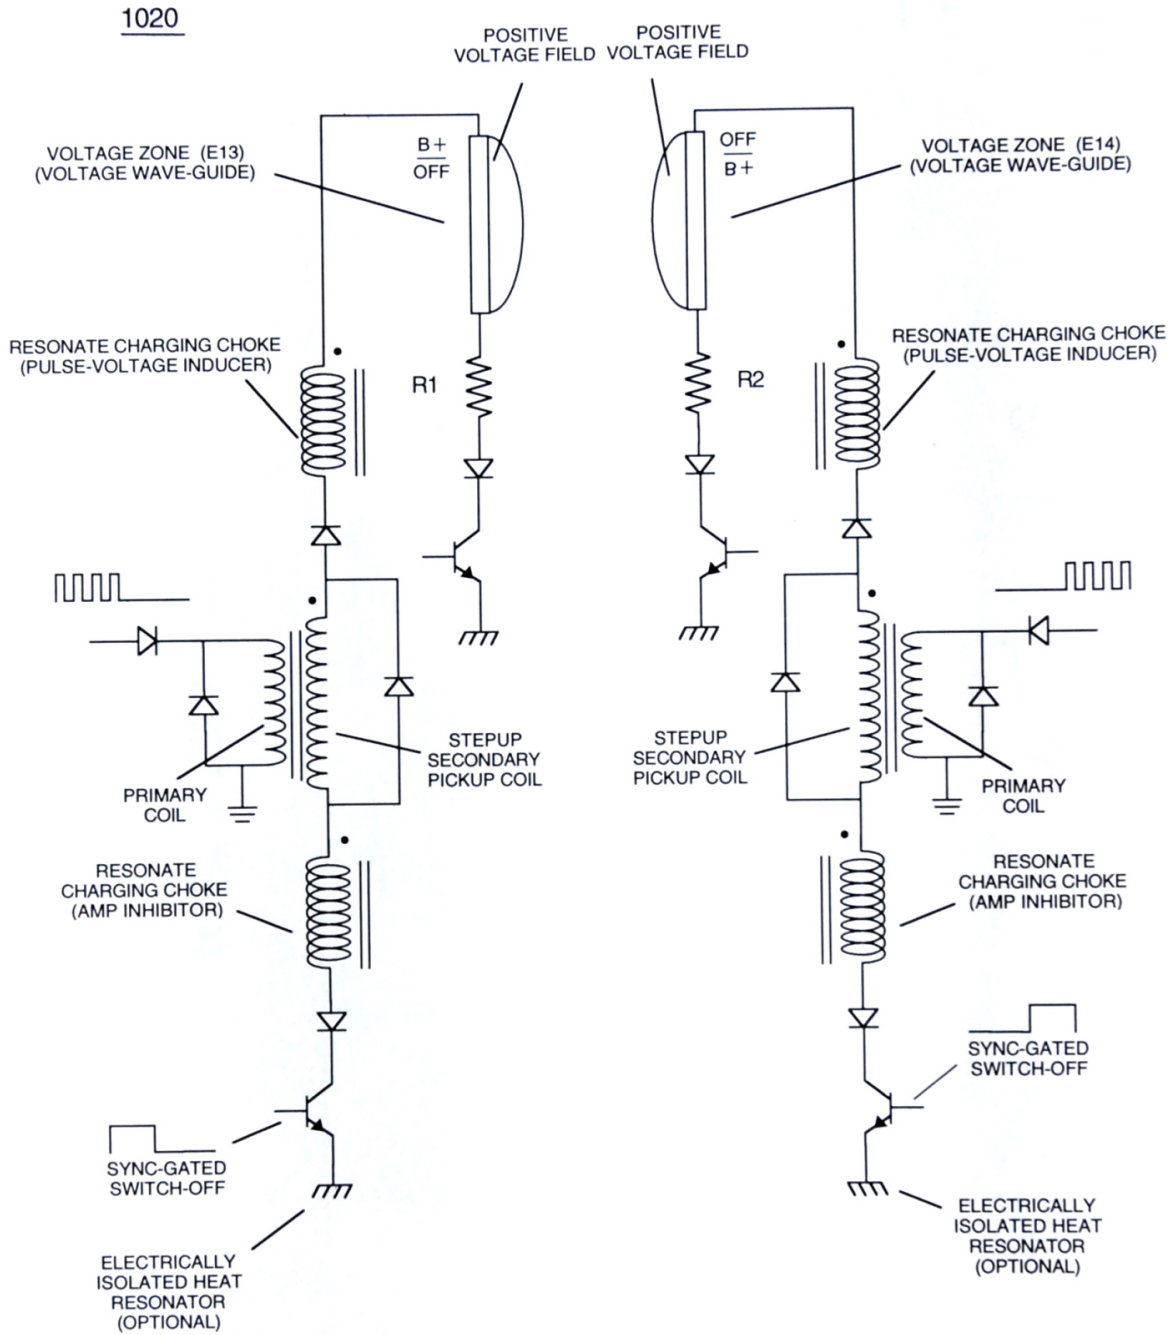 1020
POSITIVE
VOLTAGE FIELD
POSITIVE
VOLTAGE FIELD
VOLTAGE ZONE (E13)
(VOLTAGE WAVE-GUIDE)
B+
OFF
OFF
B+
VOLTAGE ZONE (E14)
(VOLTAGE WAVE-GUIDE)
RESONATE CHARGING CHOKE
(PULSE-VOLTAGE INDUCER)
R1
R2
RESONATE CHARGING CHOKE
(PULSE-VOLTAGE INDUCER)
STEPUP
SECONDARY
PICKUP COIL
STEPUP
SECONDARY
PICKUP COIL
PRIMARY
COIL
PRIMARY
COIL
RESONATE
CHARGING CHOKE
(AMP INHIBITOR)
RESONATE
CHARGING CHOKE
(AMP INHIBITOR)
SYNC-GATED
SWITCH-OFF
SYNC-GATED
SWITCH-OFF
ELECTRICALLY
ISOLATED HEAT
RESONATOR
(OPTIONAL)
ELECTRICALLY
ISOLATED HEAT
RESONATOR
(OPTIONAL)